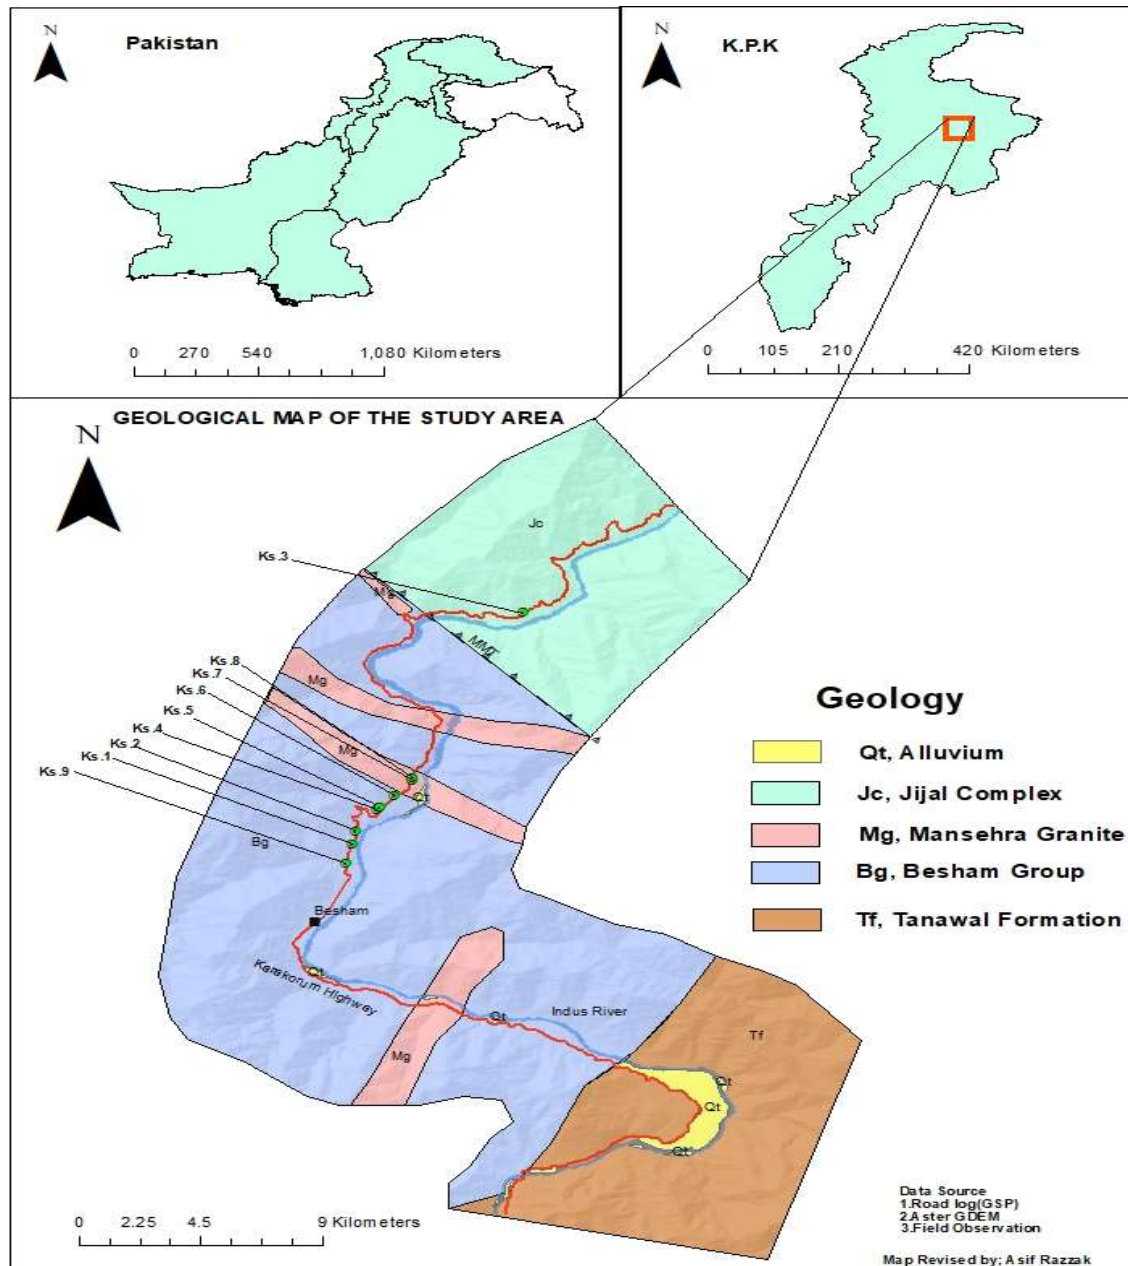 N
Pakistan
0 270 540 1,080 Kilometers
N
K.P.K
0 105 210 420 Kilometers
GEOLOGICAL MAP OF THE STUDY AREA
N
Jc
Ks.3
Mg
MMT
Ks.8
Ks.7
Ks.6
Ks.5
Ks.4
Ks.2
Ks.1
Ks.9
Mg
Mg
Qt
Bg
Besham
Qt
Karakorum Highway
Qt
Indus River
Mg
Tf
Qt
Qt
Qt
Geology
Qt, Alluvium
Jc, Jijal Complex
Mg, Mansehra Granite
Bg, Besham Group
Tf, Tanawal Formation
0 2.25 4.5 9 Kilometers
Data Source
1.Road log(GSP)
2.Aster GDEM
3.Field Observation
Map Revised by; Asif Razzak